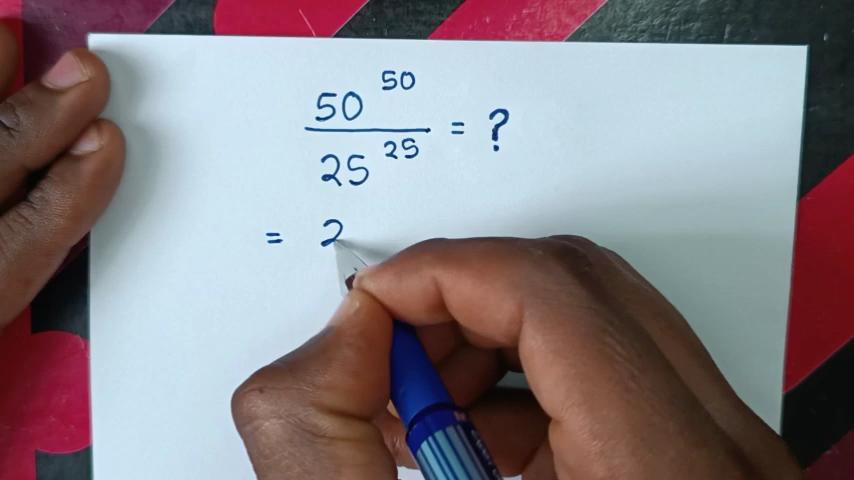 50^50
—— = ?
25^25
= 2